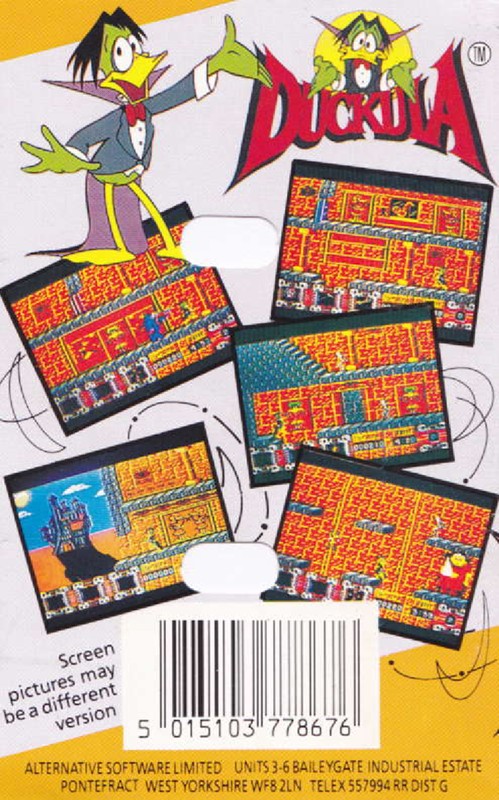 DUCKULA
TM
Screen
pictures may
be a different
version
5 015103 778676
ALTERNATIVE SOFTWARE LIMITED UNITS 3-6 BAILEYGATE INDUSTRIAL ESTATE
PONTEFRACT WEST YORKSHIRE WF8 2LN TELEX 557994 RR DIST G